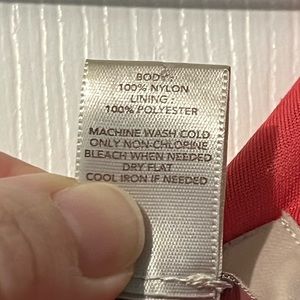 BODY :
100% NYLON
LINING :
100% POLYESTER
MACHINE WASH COLD
ONLY NON-CHLORINE
BLEACH WHEN NEEDED
DRY FLAT
COOL IRON IF NEEDED